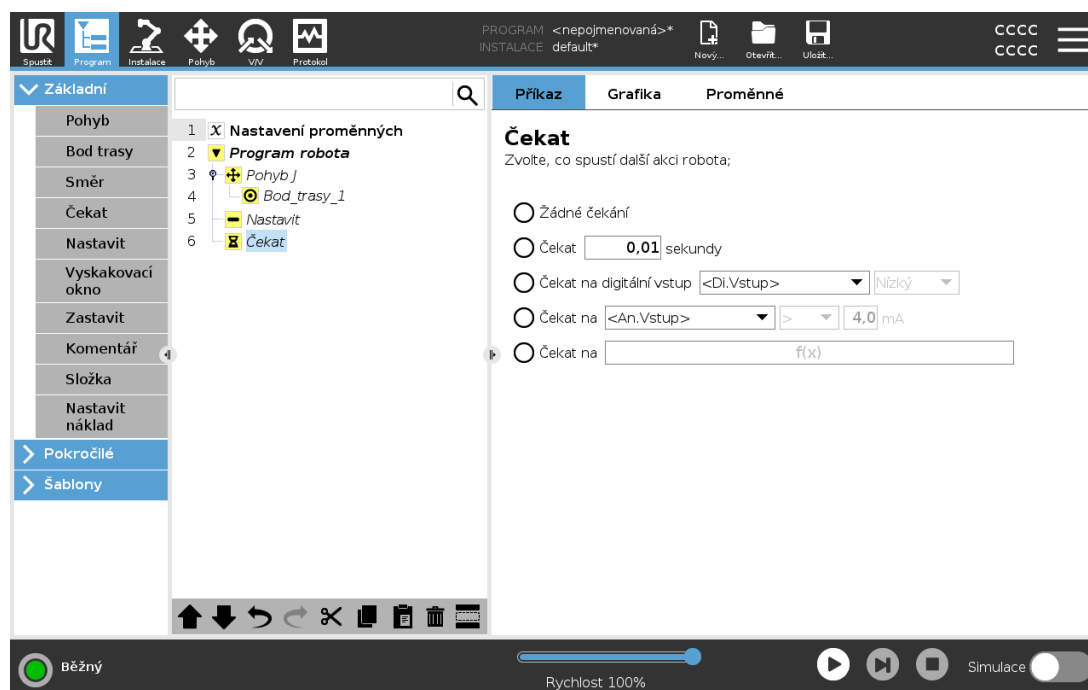 UR
PROGRAM <nepojmenovaná>*
INSTALACE default*
CCCC
CCCC
Spustit Program Instalace Pohyb V/V Protokol Nový... Otevřít... Uložit...
Základní
Pohyb
Bod trasy
Směr
Čekat
Nastavit
Vyskakovací
okno
Zastavit
Komentář
Složka
Nastavit
náklad
Pokročilé
Šablony
1 X Nastavení proměnných
2 Program robota
3 Pohyb J
4 Bod_trasy_1
5 Nastavit
6 Čekat
Příkaz Grafika Proměnné
Čekat
Zvolte, co spustí další akci robota;
Žádné čekání
Čekat 0,01 sekundy
Čekat na digitální vstup <Di.Vstup> Nízký
Čekat na <An.Vstup> > 4,0 mA
Čekat na f(x)
Běžný
Rychlost 100%
Simulace